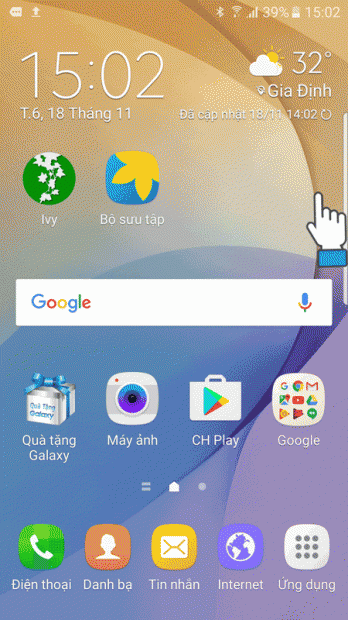 39% 15:02
15:02
32°
Gia Định
T.6, 18 Tháng 11
Đã cập nhật 18/11 14:02
Ivy
Bộ sưu tập
Google
Quà tặng Galaxy
Quà tặng
Galaxy
Máy ảnh
CH Play
Google
Điện thoại
Danh bạ
Tin nhắn
Internet
Ứng dụng